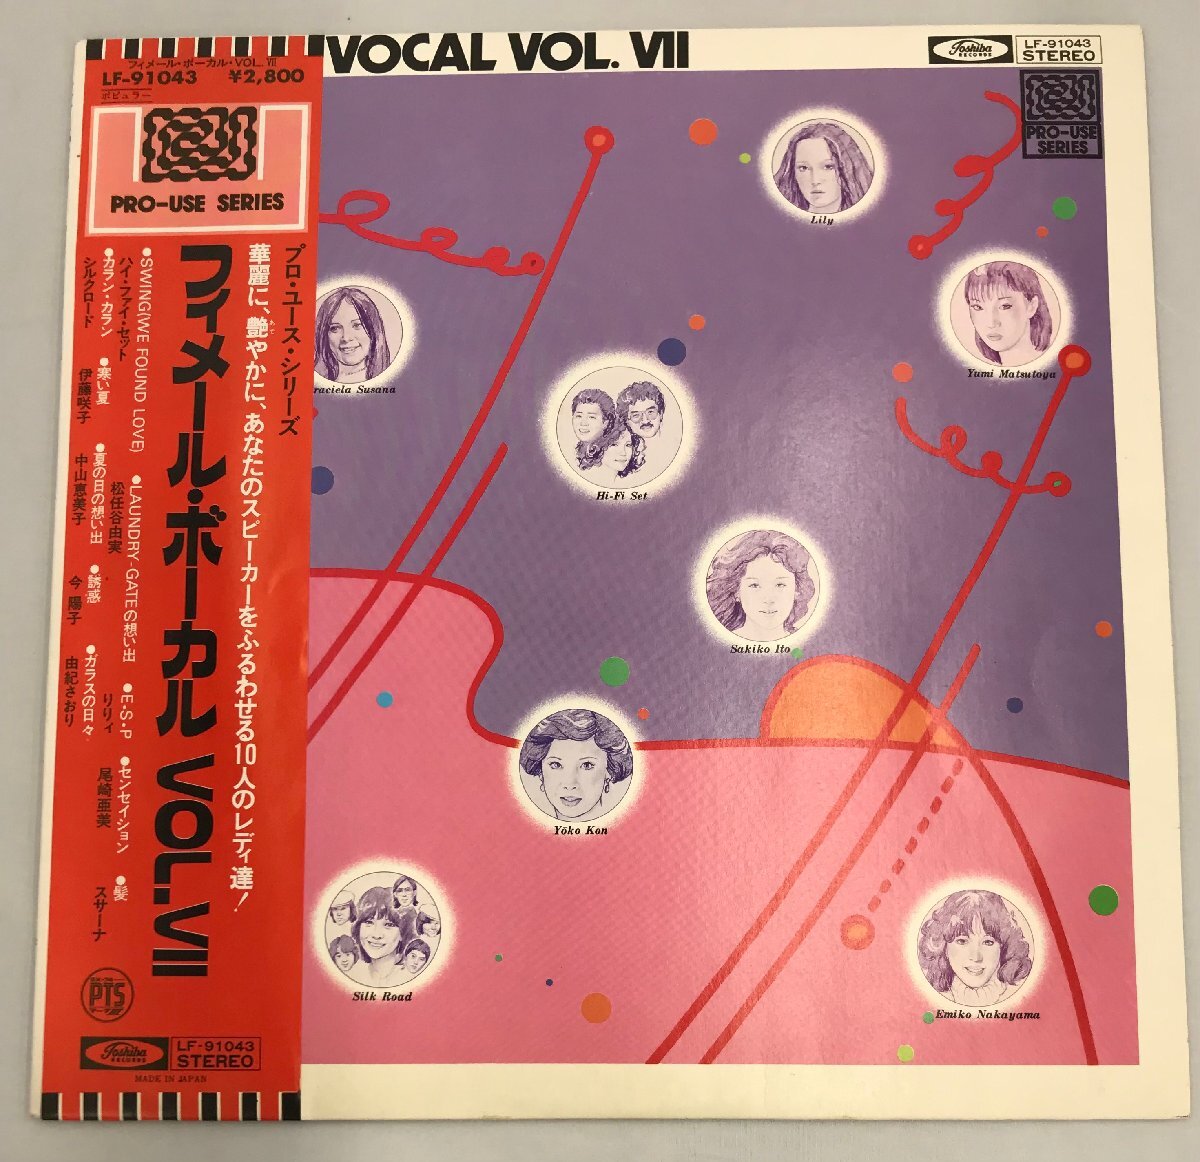 フィメール・ボーカル・VOL. VII
LF-91043 ¥2,800
ポピュラー
PRO-USE SERIES
プロ・ユース・シリーズ
華麗に、艶やかに、あなたのスピーカーをふるわせる10人のレディ達!
あで
フィメール・ボーカル VOL.VII
●SWING(WE FOUND LOVE)
ハイ・ファイ・セット
●LAUNDRY-GATEの想い出
松任谷由実
●E・S・P
りりィ
●センセイション
尾崎亜美
●髪
スサーナ
●カラン・カラン
シルクロード
●寒い夏
伊藤咲子
●夏の日の想い出
中山恵美子
●誘惑
今 陽子
●ガラスの日々
由紀さおり
PTS
Toshiba
RECORDS
LF-91043
STEREO
MADE IN JAPAN
VOCAL VOL. VII
Toshiba
RECORDS
LF-91043
STEREO
PRO-USE
SERIES
Lily
Yumi Matsutoya
raciela Susana
Hi-Fi Set
Sakiko Ito
Yōko Kon
Silk Road
Emiko Nakayama